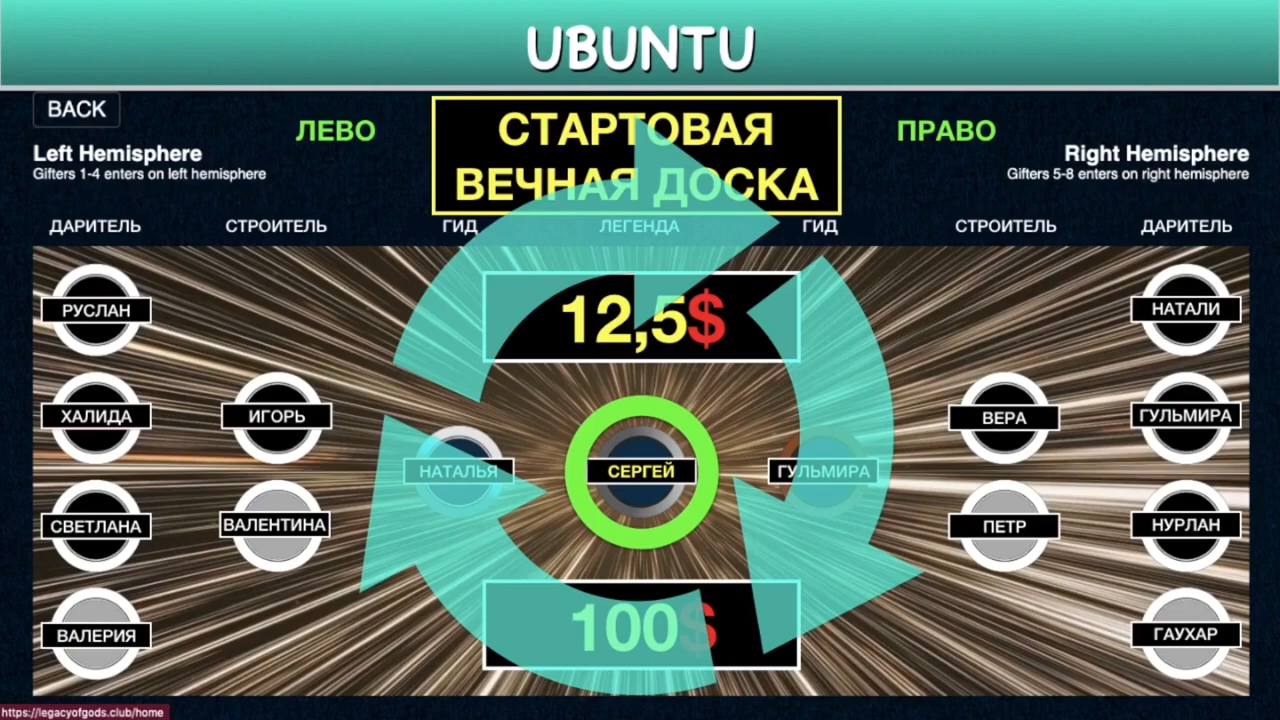 UBUNTU
BACK
ЛЕВО
СТАРТОВАЯ
ВЕЧНАЯ ДОСКА
ПРАВО
Left Hemisphere
Gifters 1-4 enters on left hemisphere
Right Hemisphere
Gifters 5-8 enters on right hemisphere
ДАРИТЕЛЬ СТРОИТЕЛЬ ГИД ЛЕГЕНДА ГИД СТРОИТЕЛЬ ДАРИТЕЛЬ
РУСЛАН 12,5$ НАТАЛИ
ХАЛИДА ИГОРЬ ВЕРА ГУЛЬМИРА
НАТАЛЬЯ СЕРГЕЙ ГУЛЬМИРА
СВЕТЛАНА ВАЛЕНТИНА ПЕТР НУРЛАН
ВАЛЕРИЯ 100$ ГАУХАР
https://legacyofgods.club/home